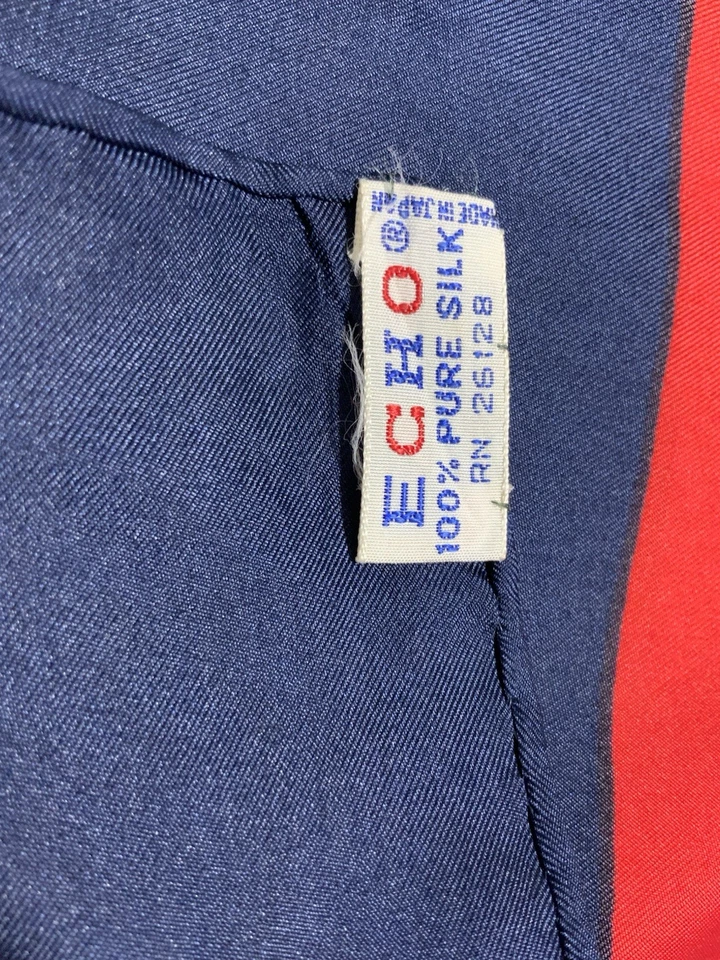 ECHO®
100% PURE SILK
RN 26128
MADE IN JAPAN